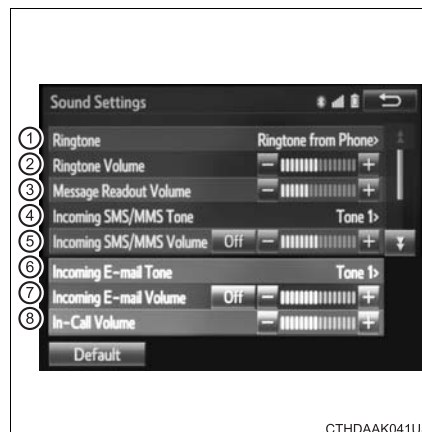 Sound Settings
① Ringtone Ringtone from Phone>
② Ringtone Volume − +
③ Message Readout Volume − +
④ Incoming SMS/MMS Tone Tone 1>
⑤ Incoming SMS/MMS Volume Off − +
⑥ Incoming E-mail Tone Tone 1>
⑦ Incoming E-mail Volume Off − +
⑧ In-Call Volume − +
Default
CTHDAAK041U